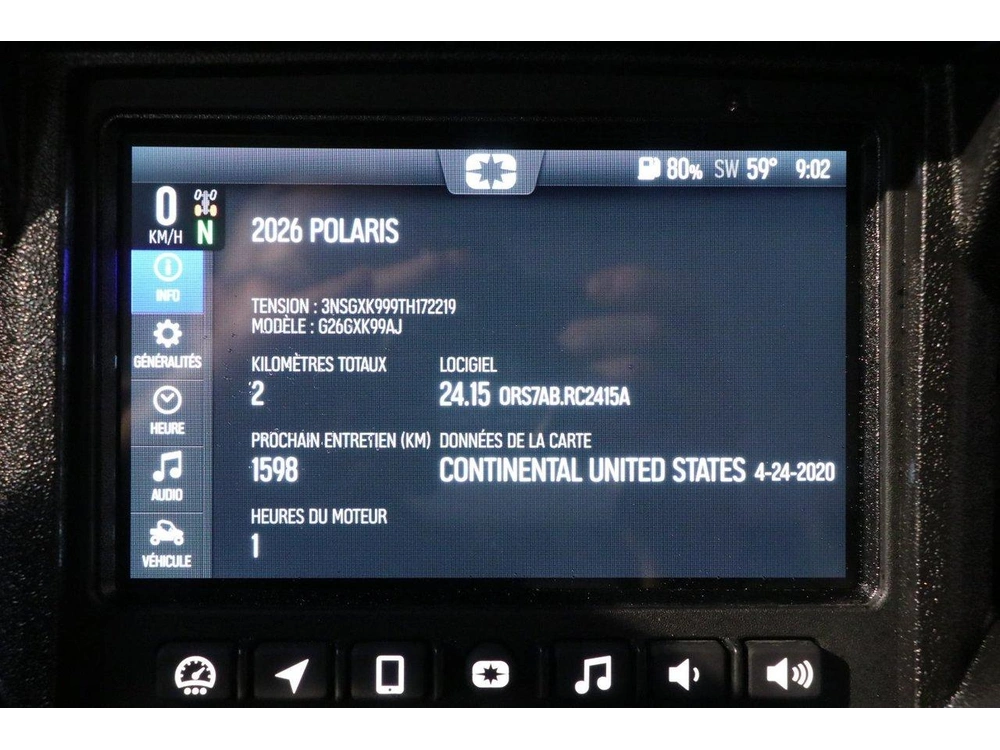 80% SW 59° 9:02
0
KM/H N
2026 POLARIS
INFO
TENSION : 3NSGXK999TH172219
MODÈLE : G26GXK99AJ
GÉNÉRALITÉS
KILOMÈTRES TOTAUX LOCIGIEL
2 24.15 ORS7AB.RC2415A
HEURE
PROCHAIN ENTRETIEN (KM) DONNÉES DE LA CARTE
1598 CONTINENTAL UNITED STATES 4-24-2020
AUDIO
HEURES DU MOTEUR
1
VÉHICULE